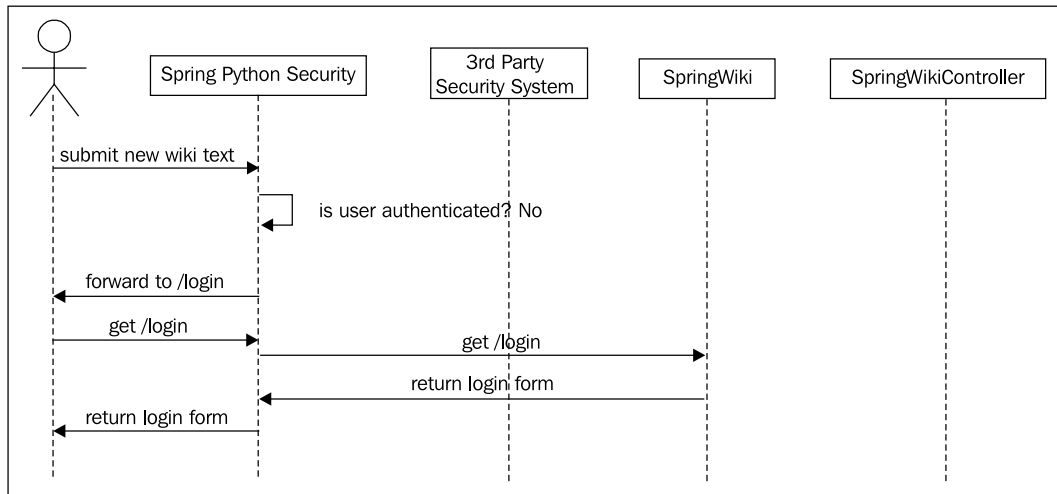 3rd Party
Spring Python Security
Security System
SpringWiki
SpringWikiController
submit new wiki text
is user authenticated? No
forward to /login
get /login
get /login
return login form
return login form